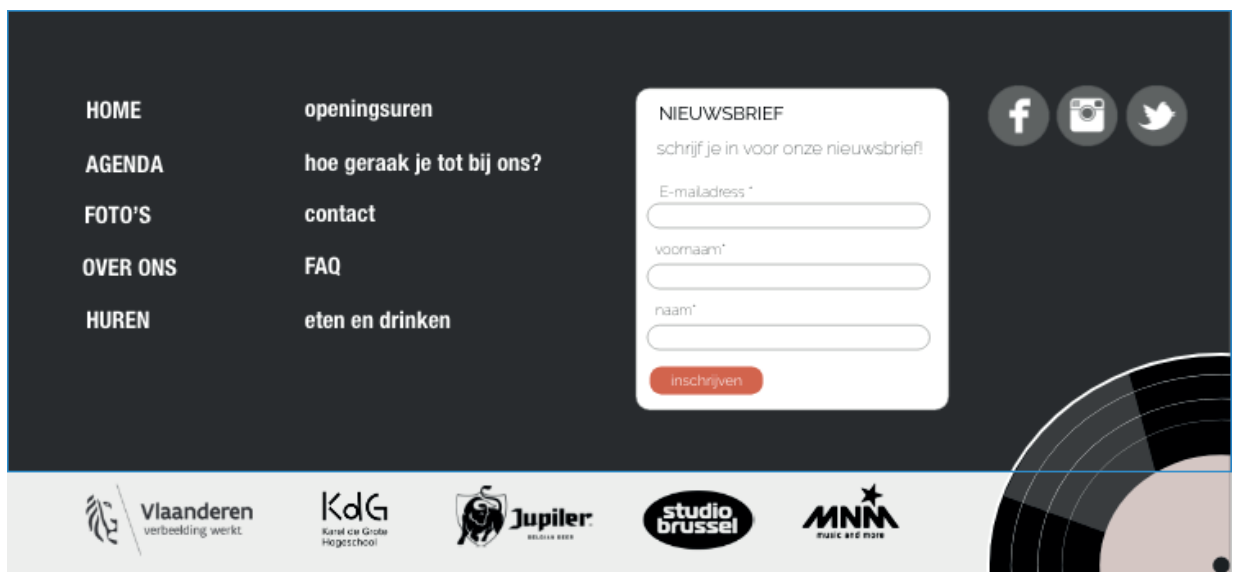 HOME
AGENDA
FOTO'S
OVER ONS
HUREN
openingsuren
hoe geraak je tot bij ons?
contact
FAQ
eten en drinken
NIEUWSBRIEF
schrijf je in voor onze nieuwsbrief!
E-mailadress *
voornaam*
naam*
inschrijven
Vlaanderen
verbeelding werkt
KdG
Karel de Grote
Hogeschool
Jupiler
BELGIAN BEER
studio
brussel
MNM
music and more